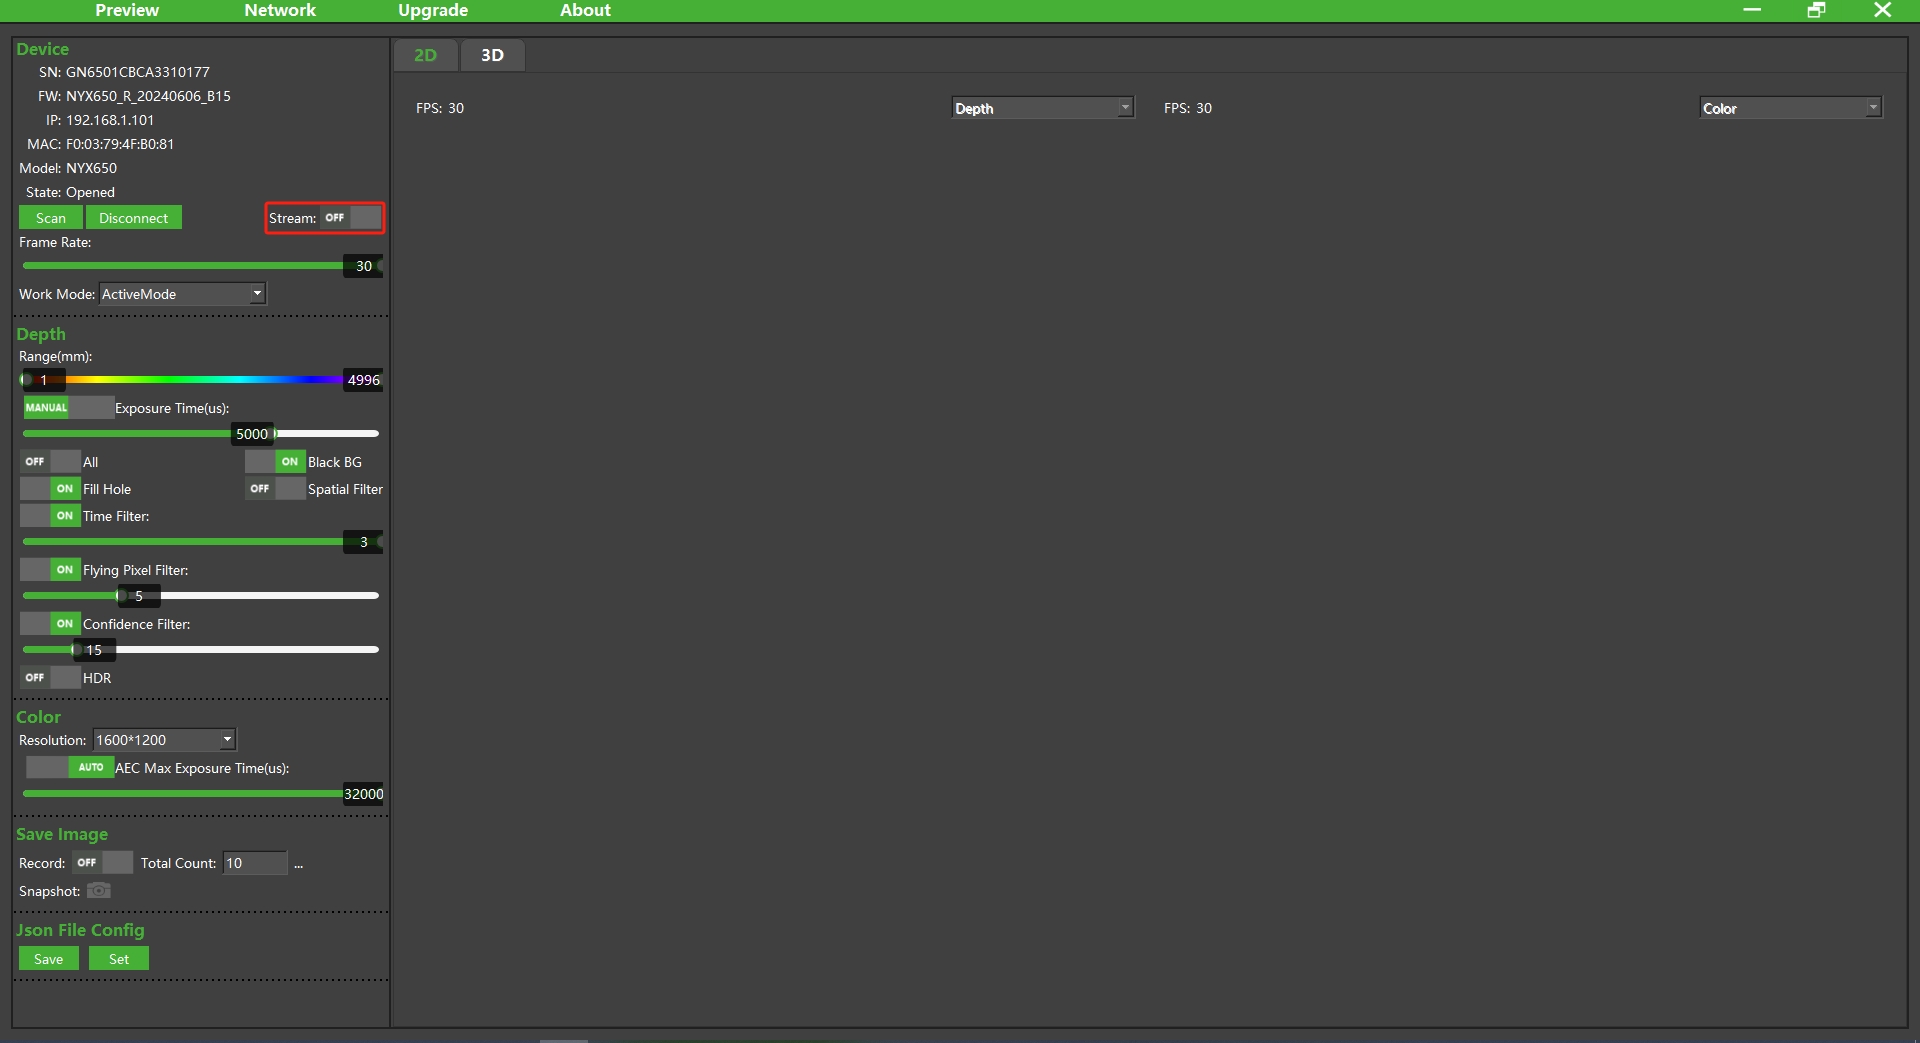 Preview Network Upgrade About
Device
SN: GN6501CBCA3310177
FW: NYX650_R_20240606_B15
IP: 192.168.1.101
MAC: F0:03:79:4F:B0:81
Model: NYX650
State: Opened
Scan Disconnect Stream: OFF
Frame Rate:
30
Work Mode: ActiveMode
Depth
Range(mm):
1 4996
MANUAL Exposure Time(us):
5000
OFF All ON Black BG
ON Fill Hole OFF Spatial Filter
ON Time Filter:
3
ON Flying Pixel Filter:
5
ON Confidence Filter:
15
OFF HDR
Color
Resolution: 1600*1200
AUTO AEC Max Exposure Time(us):
32000
Save Image
Record: OFF Total Count: 10 ...
Snapshot:
Json File Config
Save Set
2D 3D
FPS: 30 Depth FPS: 30 Color